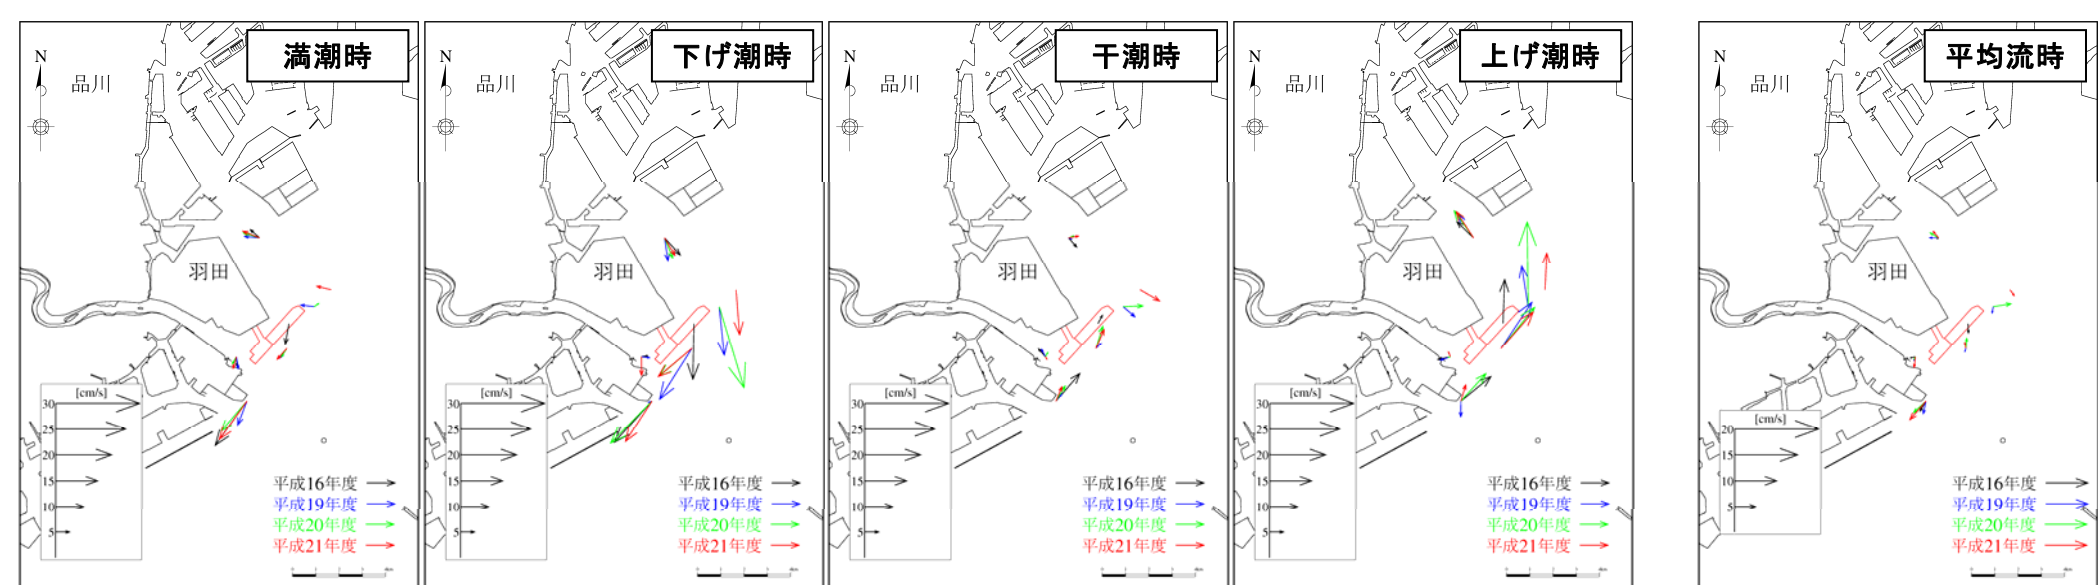 満潮時
N
品川
羽田
[cm/s]
30
25
20
15
10
5
平成16年度
平成19年度
平成20年度
平成21年度
下げ潮時
N
品川
羽田
[cm/s]
30
25
20
15
10
5
平成16年度
平成19年度
平成20年度
平成21年度
干潮時
N
品川
羽田
[cm/s]
30
25
20
15
10
5
平成16年度
平成19年度
平成20年度
平成21年度
上げ潮時
N
品川
羽田
[cm/s]
30
25
20
15
10
5
平成16年度
平成19年度
平成20年度
平成21年度
平均流時
N
品川
羽田
[cm/s]
20
15
10
5
平成16年度
平成19年度
平成20年度
平成21年度